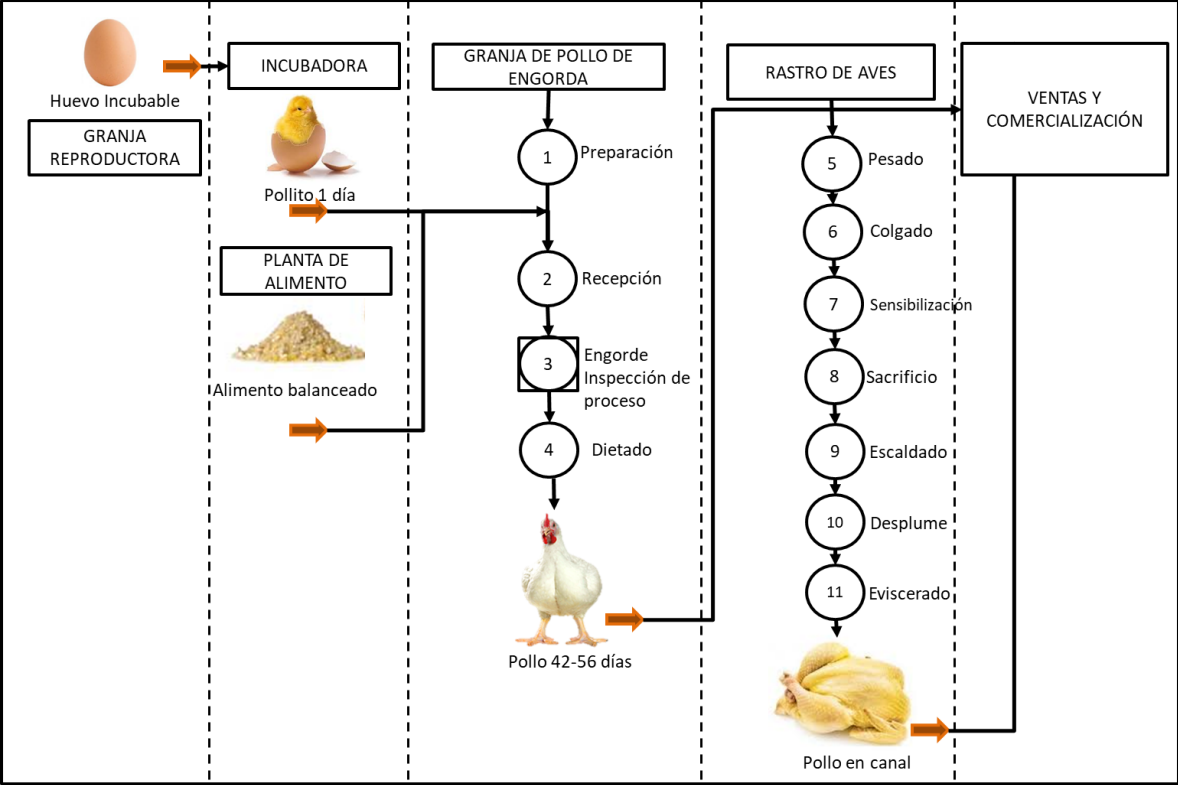 Huevo Incubable
GRANJA
REPRODUCTORA
INCUBADORA
Pollito 1 día
PLANTA DE
ALIMENTO
Alimento balanceado
GRANJA DE POLLO DE
ENGORDA
1 Preparación
2 Recepción
3 Engorde
Inspección de
proceso
4 Dietado
Pollo 42-56 días
RASTRO DE AVES
5 Pesado
6 Colgado
7 Sensibilización
8 Sacrificio
9 Escaldado
10 Desplume
11 Eviscerado
Pollo en canal
VENTAS Y
COMERCIALIZACIÓN